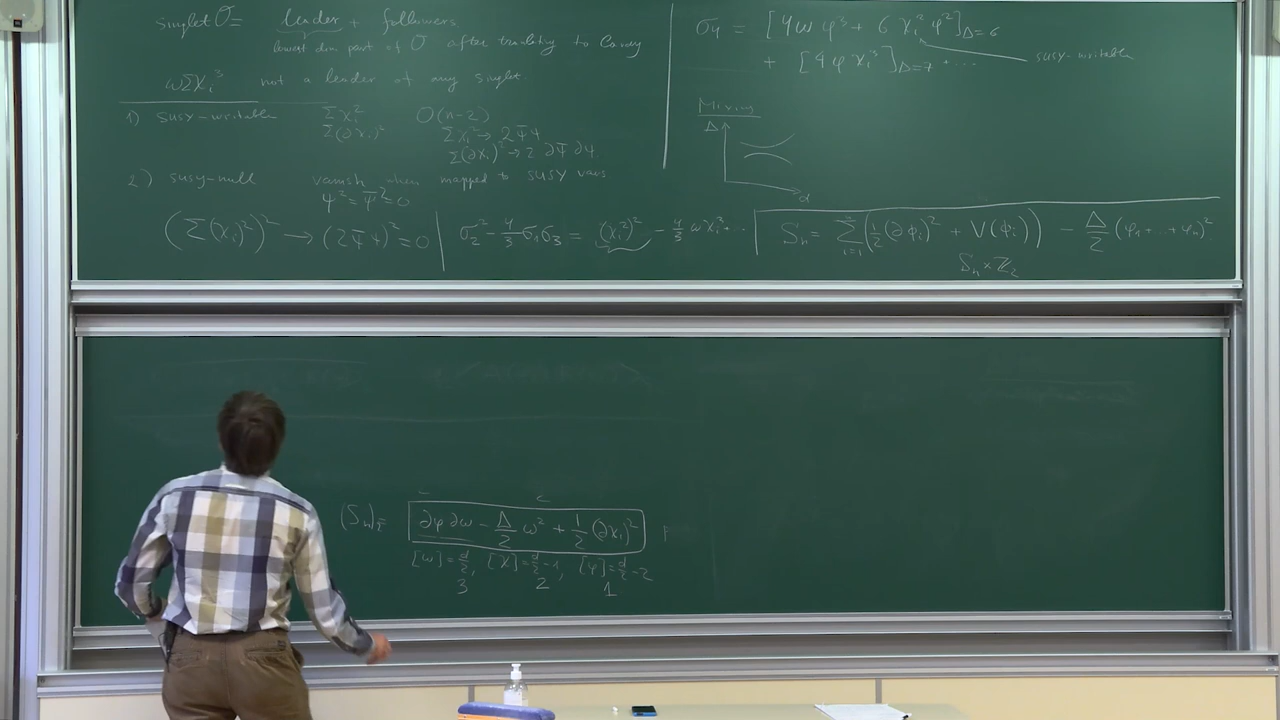 singlet O = leader + followers
lowest dim part of O after translating to Cardy
ωΣχᵢ³ not a leader of any singlet.
1) susy-writable Σχᵢ² O(n-2)
Σ(∂χᵢ)² Σχᵢ² → 2ψ̄ψ
Σ(∂χᵢ)² → 2 ∂ψ̄ ∂ψ
2) susy-null vanish when mapped to SUSY vars
ψ² = ψ̄² = 0
(Σ(∂χᵢ)²)² → (2ψ̄ψ)² = 0
σ₂² - 4/3 σ₁σ₃ = (χᵢ²)² - 4/3 ωχᵢ³...
σ₄ = [4ωφ³ + 6χᵢ²φ²]_{Δ=6}
+ [4φχᵢ³]_{Δ=7} + ...
susy-writable
Mixing
Δ
d
Sₙ = Σᵢ₌₁ⁿ (1/2 (∂φᵢ)² + V(φᵢ)) - Δ/2 (φ₁+...+φₙ)²
Sₙ × Z₂
(Sₙ) ∂φ∂ω - Δ/2 ω² + 1/2 (∂χᵢ)²
[ω] = d/2, [χ] = d/2 - 1, [φ] = d/2 - 2
3 2 1